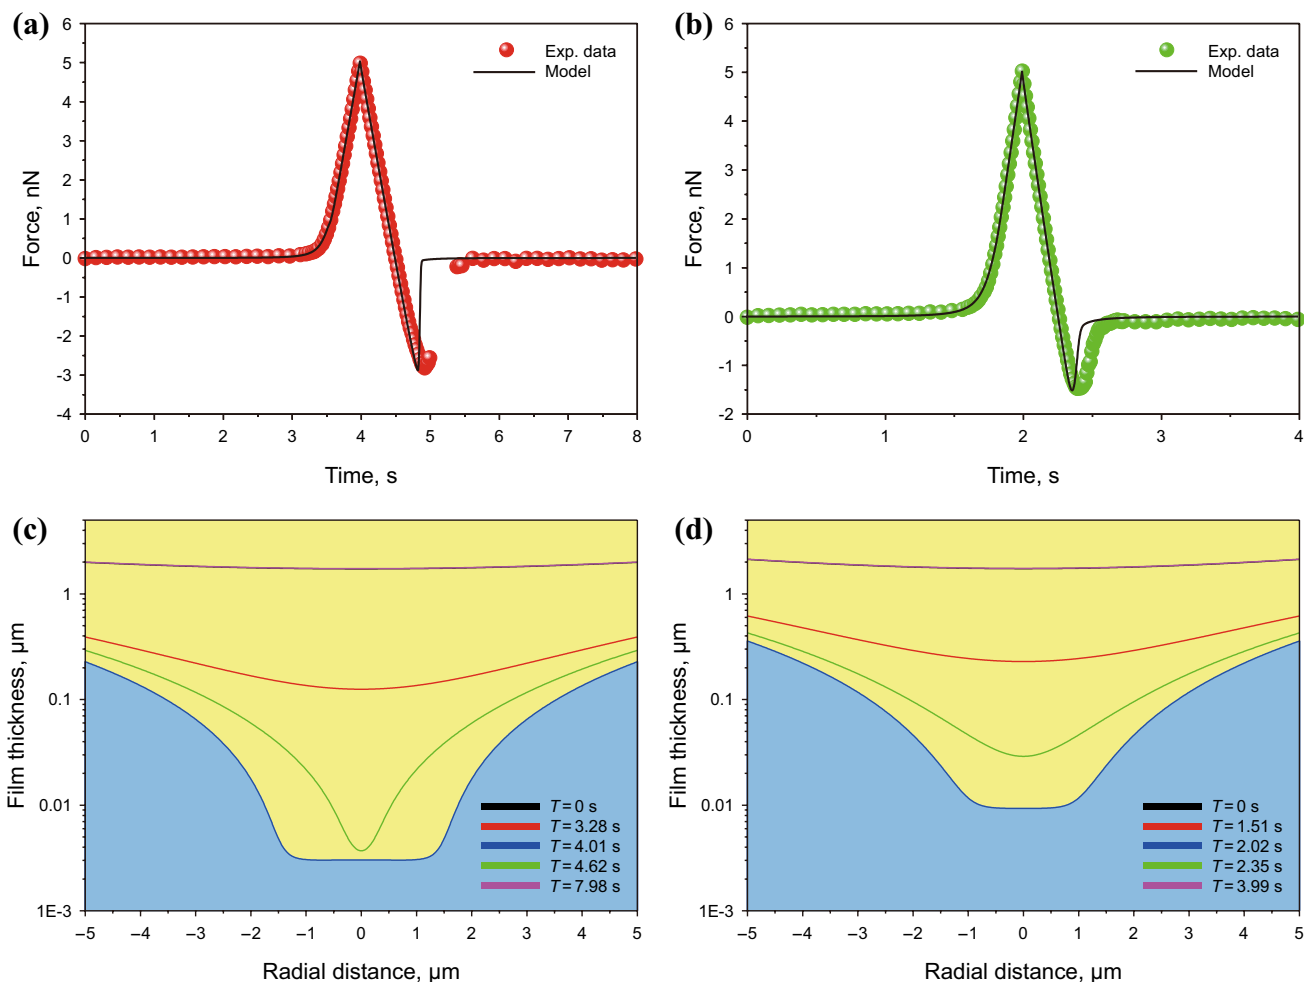 (a)
6
5
4
3
2
1
0
-1
-2
-3
-4
Force, nN
Exp. data
Model
0 1 2 3 4 5 6 7 8
Time, s
(b)
6
5
4
3
2
1
0
-1
-2
Force, nN
Exp. data
Model
0 1 2 3 4
Time, s
(c)
1
0.1
0.01
1E-3
Film thickness, µm
T = 0 s
T = 3.28 s
T = 4.01 s
T = 4.62 s
T = 7.98 s
–5 –4 –3 –2 –1 0 1 2 3 4 5
Radial distance, µm
(d)
1
0.1
0.01
1E-3
Film thickness, µm
T = 0 s
T = 1.51 s
T = 2.02 s
T = 2.35 s
T = 3.99 s
–5 –4 –3 –2 –1 0 1 2 3 4 5
Radial distance, µm